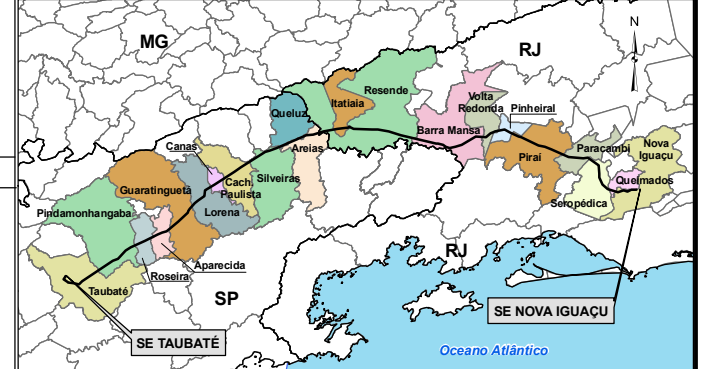 N
MG
RJ
Resende
Itatiaia
Queluz
Volta
Redonda
Pinheiral
Barra Mansa
Canas
Areias
Piraí
Paracambi
Nova
Iguaçu
Guaratinguetá
Cach
Paulista
Silveiras
Queimados
Seropédica
Pindamonhangaba
Lorena
Aparecida
Roseira
RJ
Taubaté
SP
SE NOVA IGUAÇU
SE TAUBATÉ
Oceano Atlântico